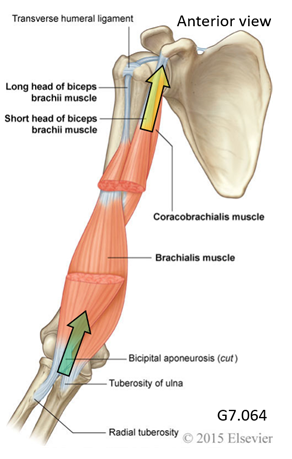 Anterior view
Transverse humeral ligament
Long head of biceps
brachii muscle
Short head of biceps
brachii muscle
Coracobrachialis muscle
Brachialis muscle
Bicipital aponeurosis (cut)
Tuberosity of ulna
Radial tuberosity
G7.064
© 2015 Elsevier